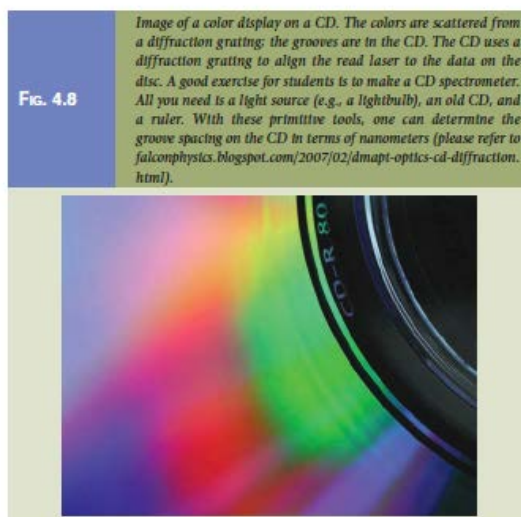 FIG. 4.8
Image of a color display on a CD. The colors are scattered from
a diffraction grating; the grooves are in the CD. The CD uses a
diffraction grating to align the read laser to the data on the
disc. A good exercise for students is to make a CD spectrometer.
All you need is a light source (e.g., a lightbulb), an old CD, and
a ruler. With these primitive tools, one can determine the
groove spacing on the CD in terms of nanometers (please refer to
falconphysics.blogspot.com/2007/02/dmapt-optics-cd-diffraction.
html).
CD-R 80